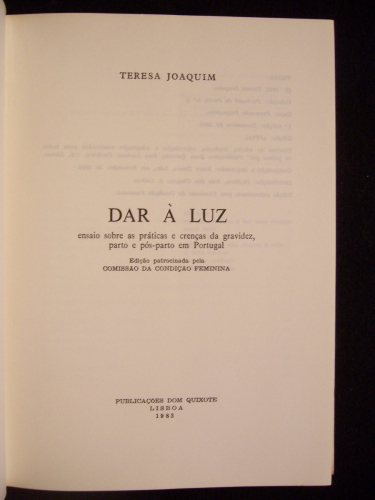 TERESA JOAQUIM
DAR À LUZ
ensaio sobre as práticas e crenças da gravidez,
parto e pós-parto em Portugal
Edição patrocinada pela
COMISSÃO DA CONDIÇÃO FEMININA
PUBLICAÇÕES DOM QUIXOTE
LISBOA
1983